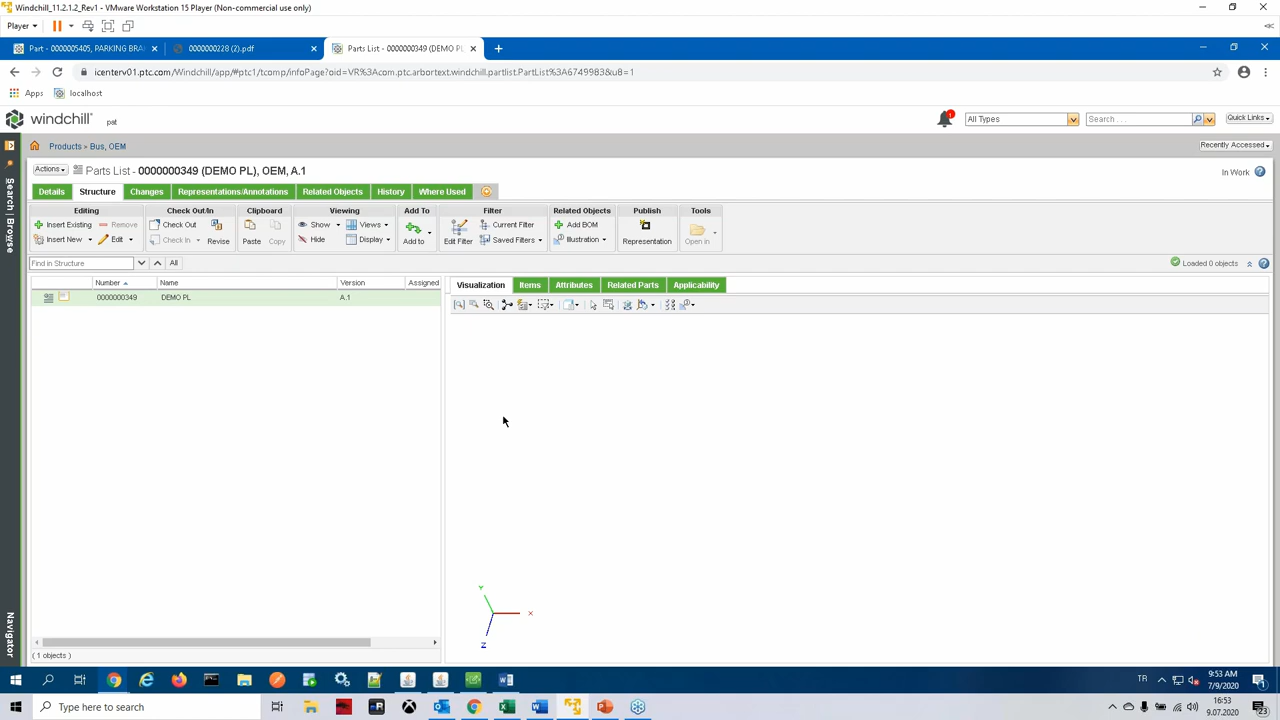 Windchill_11.2.1.2_Rev1 - VMware Workstation 15 Player (Non-commercial use only)
Player
Part - 0000005405, PARKING BRA
0000000228 (2).pdf
Parts List - 0000000349 (DEMO PL
icenterv01.ptc.com/Windchill/app/#ptc1/tcomp/infoPage?oid=VR%3Acom.ptc.arbortext.windchill.partlist.PartList%3A6749983&u8=1
Apps
localhost
windchill
pat
1
All Types
Search . . .
Quick Links
Products > Bus, OEM
Recently Accessed
Actions
Parts List - 0000000349 (DEMO PL), OEM, A.1
In Work
Details
Structure
Changes
Representations/Annotations
Related Objects
History
Where Used
Editing
Check Out/In
Clipboard
Viewing
Add To
Filter
Related Objects
Publish
Tools
Insert Existing
Remove
Check Out
Show
Views
Current Filter
Add BOM
Insert New
Edit
Check In
Revise
Paste
Copy
Hide
Display
Add to
Edit Filter
Saved Filters
Illustration
Representation
Open in
Find in Structure
All
Loaded 0 objects
Number
Name
Version
Assigned
Visualization
Items
Attributes
Related Parts
Applicability
0000000349
DEMO PL
A.1
Y
X
Z
( 1 objects )
Search | Browse
Navigator
TR
9:53 AM
7/9/2020
1
Type here to search
16:53
9.07.2020
23